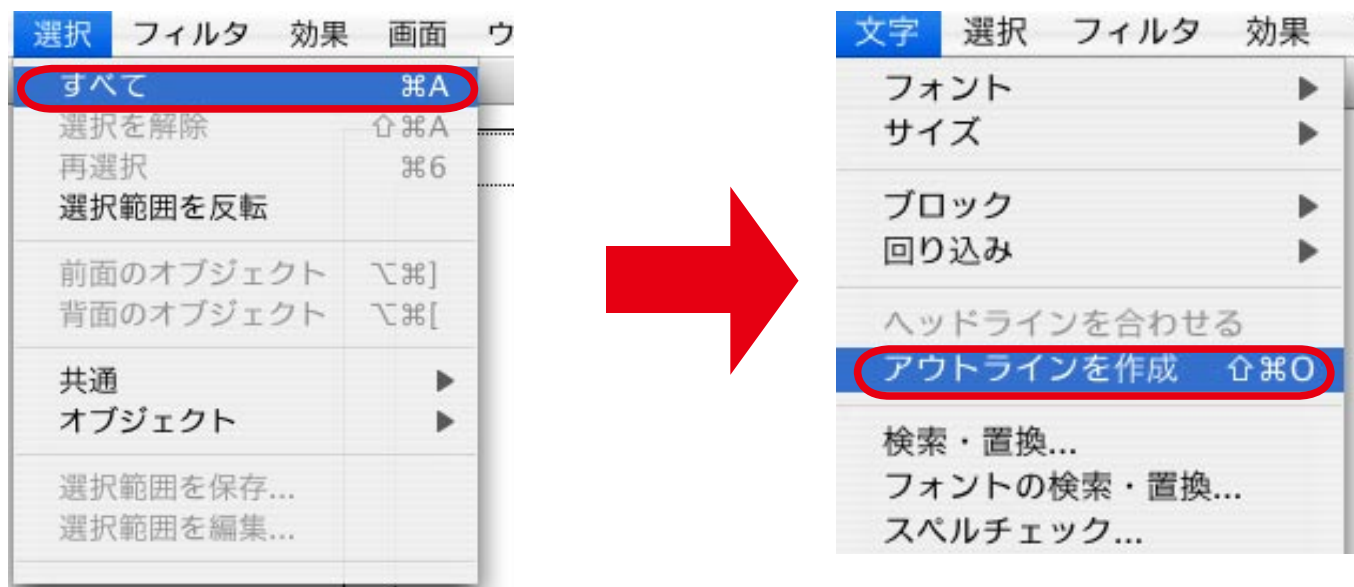 選択 フィルタ 効果 画面 ウ
すべて ⌘A
選択を解除 ⇧⌘A
再選択 ⌘6
選択範囲を反転
前面のオブジェクト ⌥⌘]
背面のオブジェクト ⌥⌘[
共通 ▶
オブジェクト ▶
選択範囲を保存...
選択範囲を編集...
文字 選択 フィルタ 効果
フォント ▶
サイズ ▶
ブロック ▶
回り込み ▶
ヘッドラインを合わせる
アウトラインを作成 ⇧⌘O
検索・置換...
フォントの検索・置換...
スペルチェック...